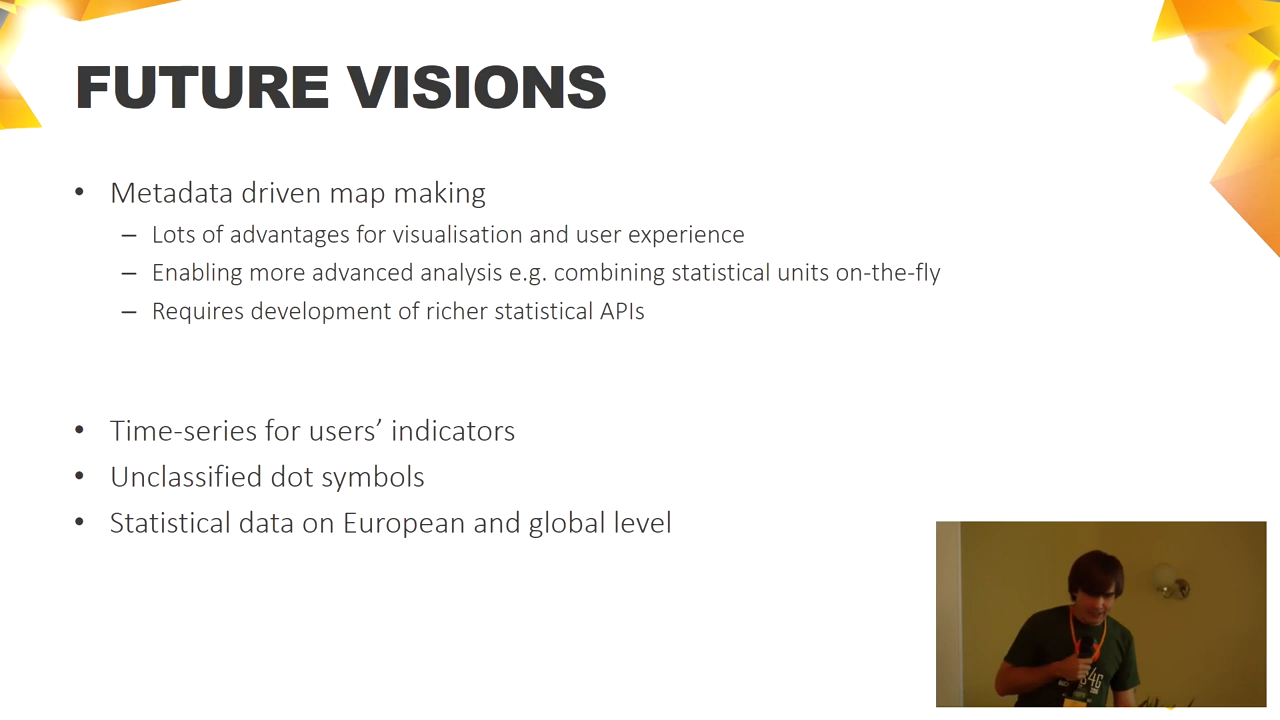 FUTURE VISIONS
• Metadata driven map making
– Lots of advantages for visualisation and user experience
– Enabling more advanced analysis e.g. combining statistical units on-the-fly
– Requires development of richer statistical APIs
• Time-series for users’ indicators
• Unclassified dot symbols
• Statistical data on European and global level